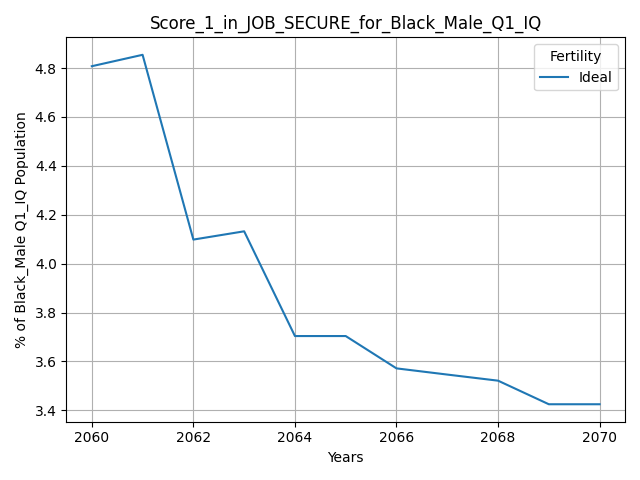 Score_1_in_JOB_SECURE_for_Black_Male_Q1_IQ
% of Black_Male Q1_IQ Population
4.8
4.6
4.4
4.2
4.0
3.8
3.6
3.4
Fertility
Ideal
2060 2062 2064 2066 2068 2070
Years